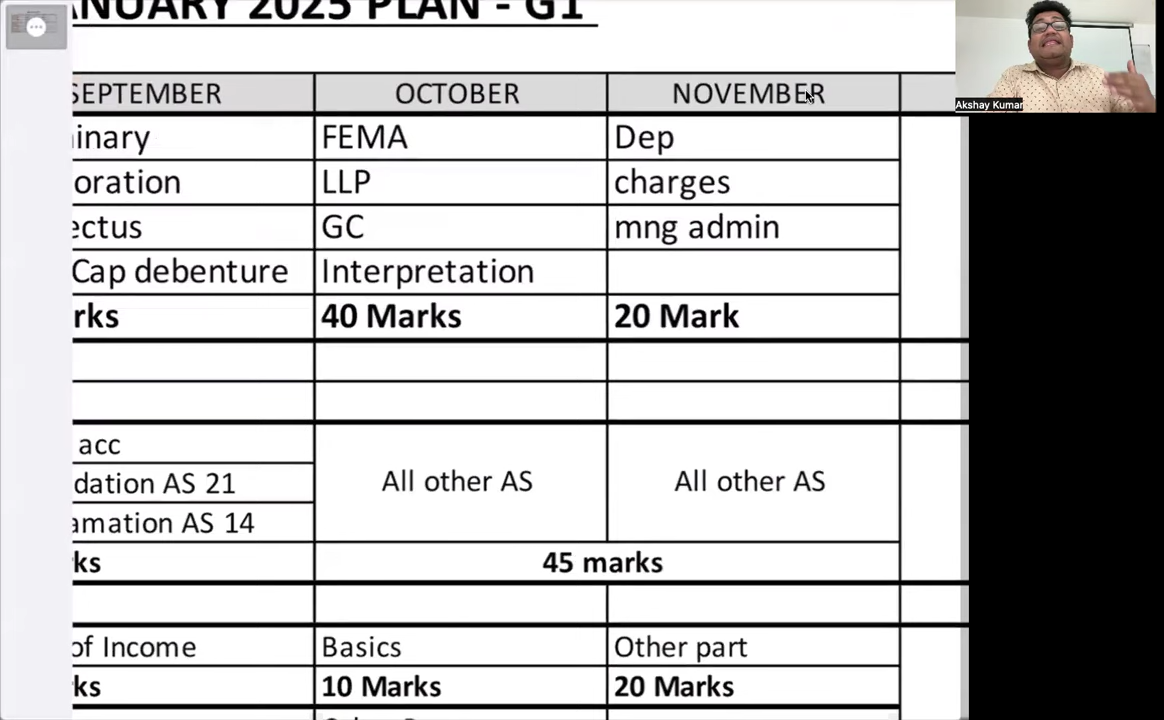 ANUARY 2025 PLAN - G1
SEPTEMBER OCTOBER NOVEMBER
inary FEMA Dep
oration LLP charges
ectus GC mng admin
Cap debenture Interpretation
rks 40 Marks 20 Mark
acc
All other AS All other AS
dation AS 21
amation AS 14
ks 45 marks
of Income Basics Other part
ks 10 Marks 20 Marks
Akshay Kumar